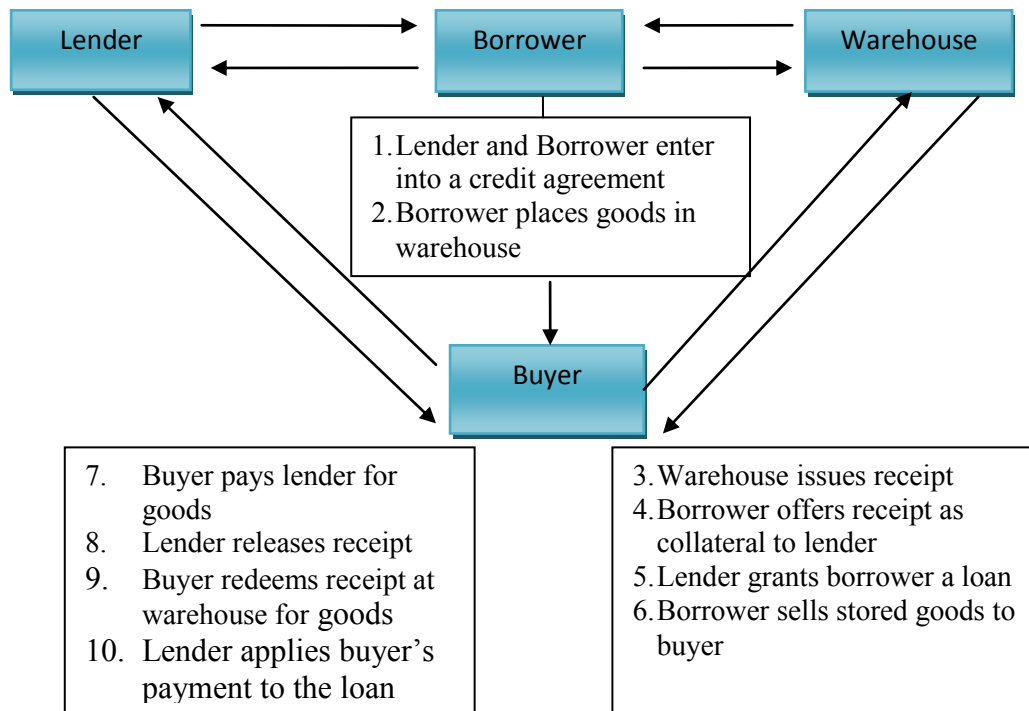 Lender
Borrower
Warehouse
1. Lender and Borrower enter
into a credit agreement
2. Borrower places goods in
warehouse
Buyer
7. Buyer pays lender for
goods
8. Lender releases receipt
9. Buyer redeems receipt at
warehouse for goods
10. Lender applies buyer’s
payment to the loan
3. Warehouse issues receipt
4. Borrower offers receipt as
collateral to lender
5. Lender grants borrower a loan
6. Borrower sells stored goods to
buyer